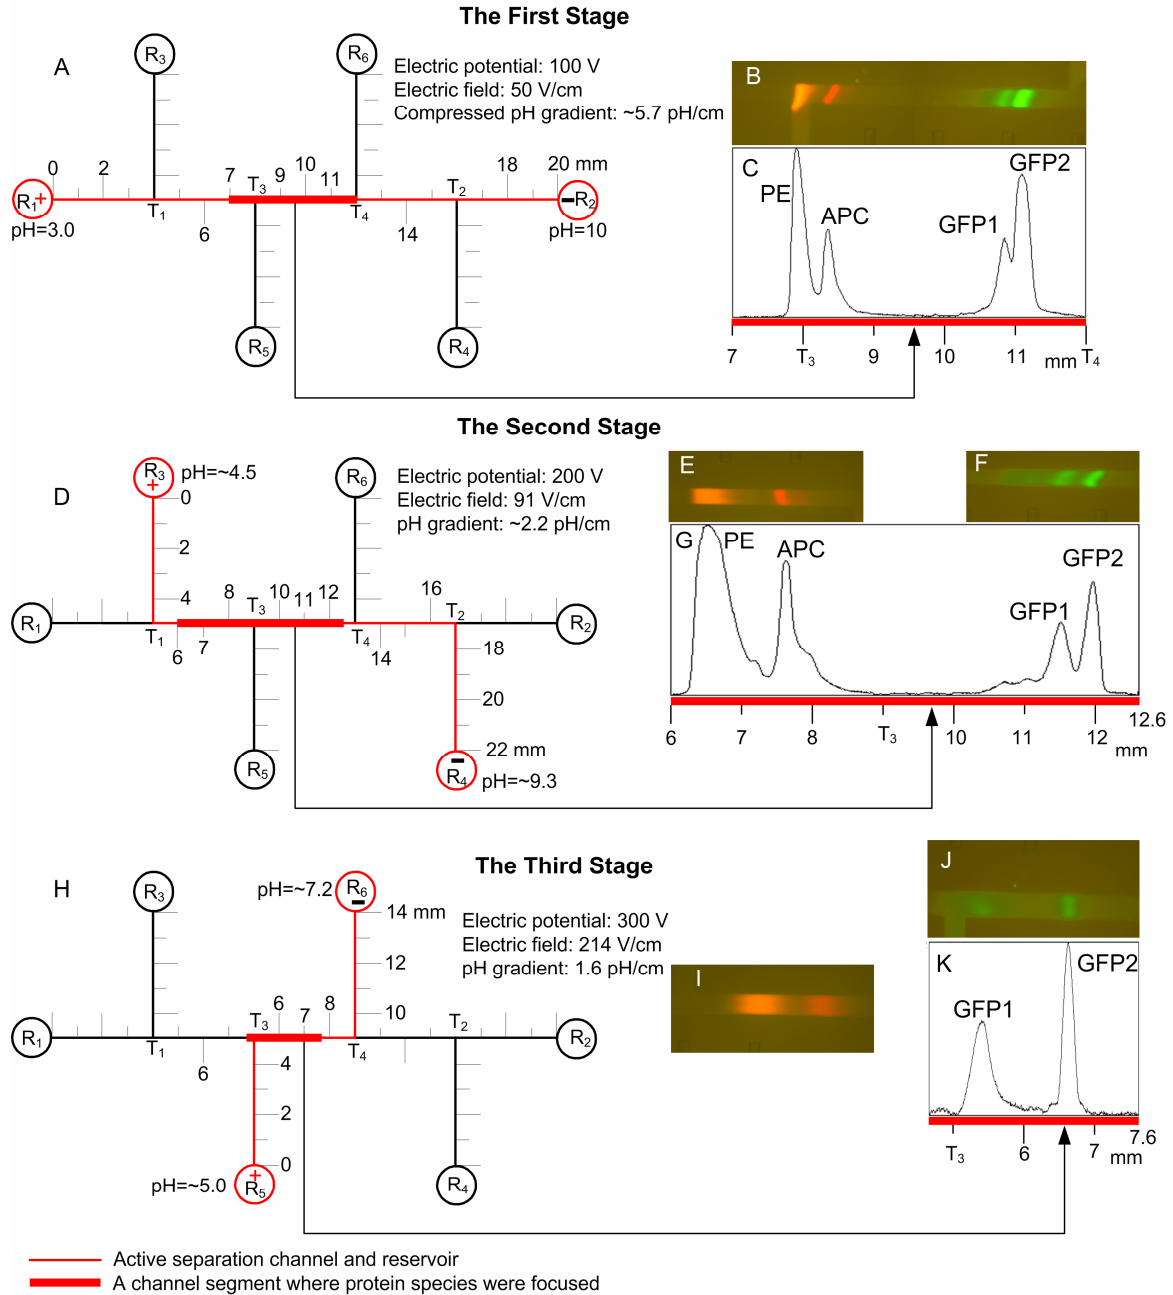 The First Stage
A
R3
R6
Electric potential: 100 V
Electric field: 50 V/cm
Compressed pH gradient: ~5.7 pH/cm
0
2
7
T3
9
10
11
T2
18
20 mm
R1+
T1
6
T4
14
-R2
pH=3.0
pH=10
R5
R4
B
C
PE
APC
GFP1
GFP2
7
T3
9
10
11
mm
T4
The Second Stage
D
R3
+
pH=~4.5
R6
Electric potential: 200 V
Electric field: 91 V/cm
pH gradient: ~2.2 pH/cm
0
2
4
8
T3
10
11
12
16
T2
R1
T1
6
7
T4
14
R2
18
20
22 mm
R5
-
R4
pH=~9.3
E
F
G
PE
APC
GFP1
GFP2
6
7
8
T3
10
11
12
12.6
mm
The Third Stage
H
R3
pH=~7.2
R6
-
14 mm
Electric potential: 300 V
Electric field: 214 V/cm
pH gradient: 1.6 pH/cm
12
10
T3
6
7
8
T2
R1
T1
6
T4
R2
4
2
0
pH=~5.0
+
R5
R4
I
J
K
GFP1
GFP2
T3
6
7
7.6
mm
Active separation channel and reservoir
A channel segment where protein species were focused